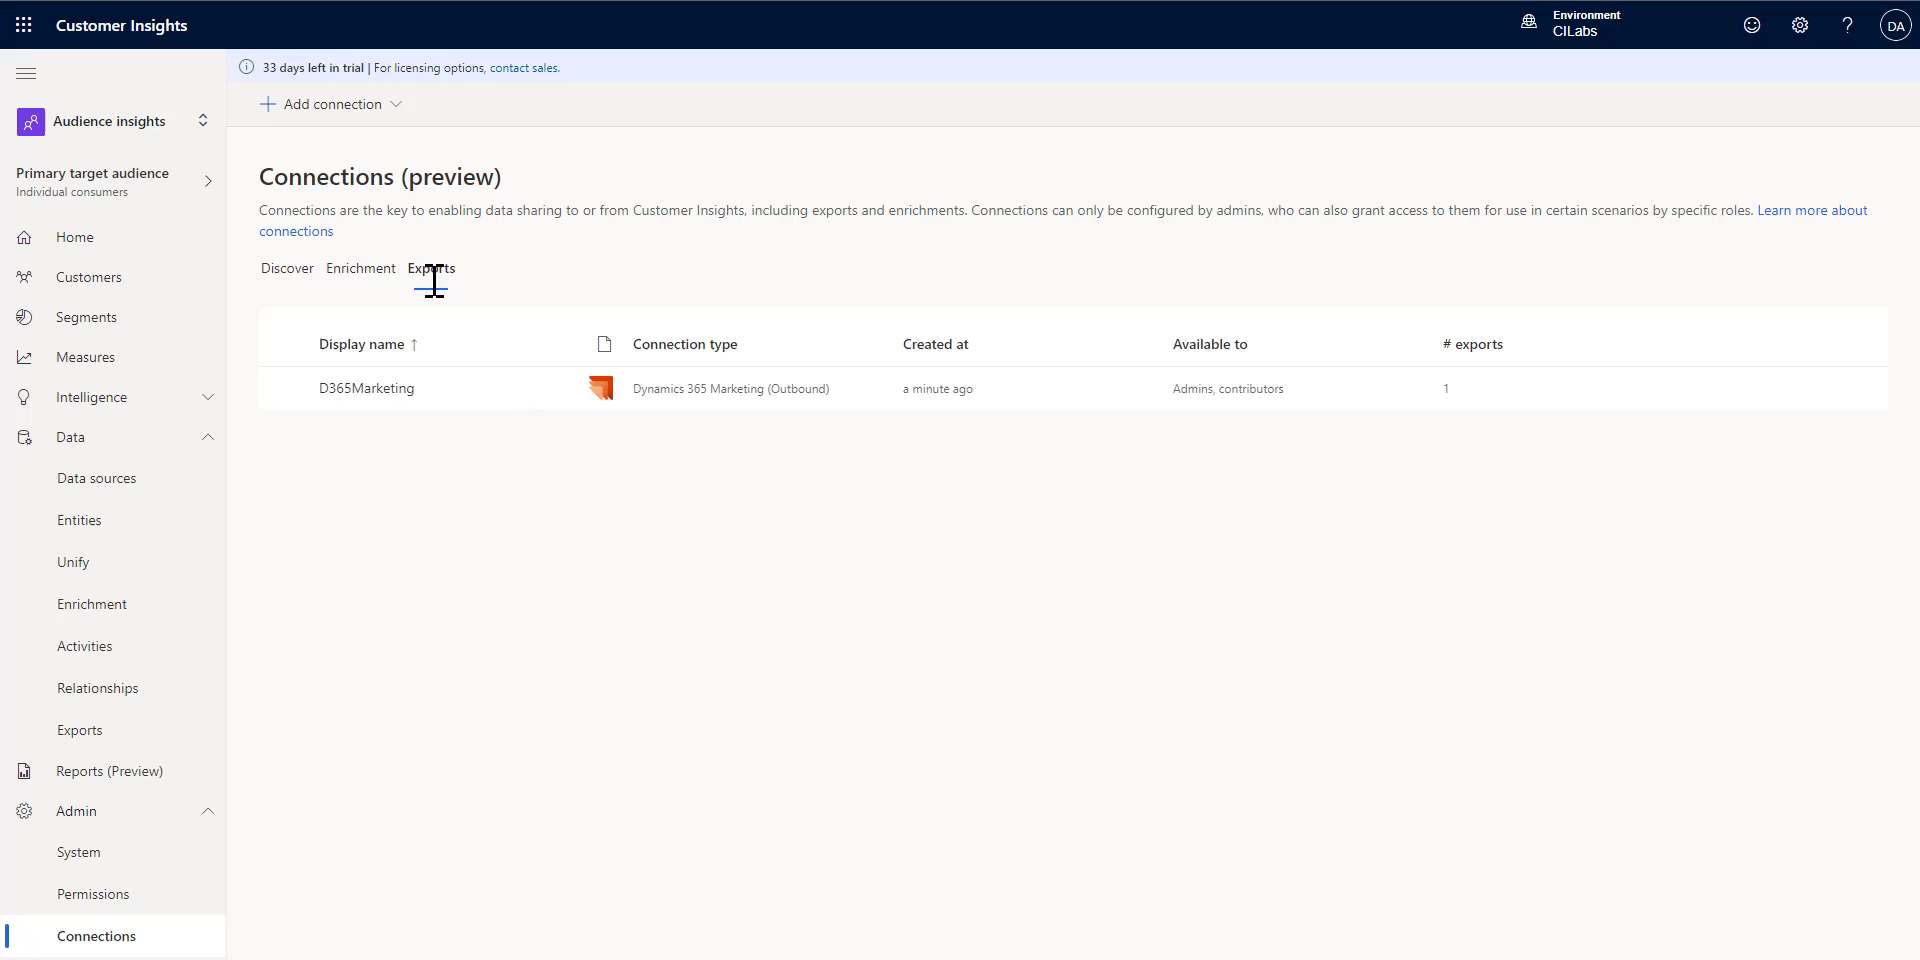 Customer Insights
Environment
CILabs
DA
33 days left in trial | For licensing options, contact sales.
Add connection
Audience insights
Primary target audience
Individual consumers
Home
Customers
Segments
Measures
Intelligence
Data
Data sources
Entities
Unify
Enrichment
Activities
Relationships
Exports
Reports (Preview)
Admin
System
Permissions
Connections
Connections (preview)
Connections are the key to enabling data sharing to or from Customer Insights, including exports and enrichments. Connections can only be configured by admins, who can also grant access to them for use in certain scenarios by specific roles. Learn more about
connections
Discover Enrichment Exports
Display name ↑ Connection type Created at Available to # exports
D365Marketing Dynamics 365 Marketing (Outbound) a minute ago Admins, contributors 1